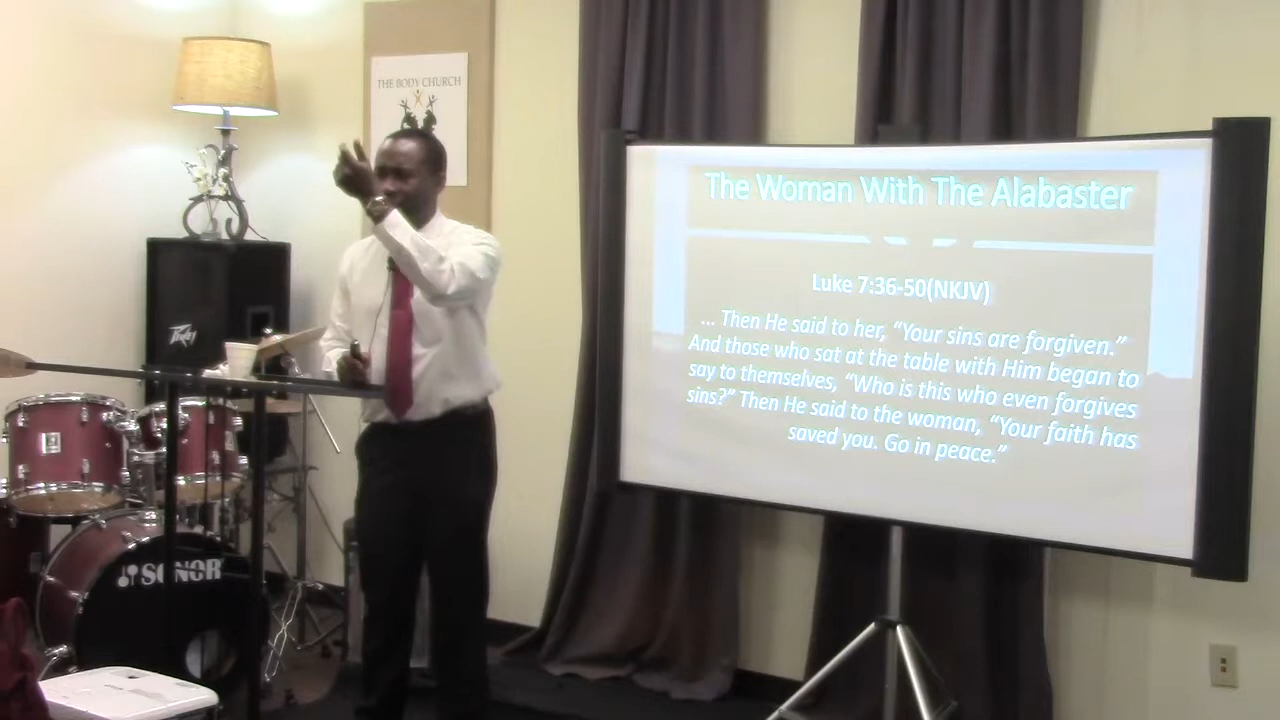 THE BODY CHURCH
The Woman With The Alabaster
Luke 7:36-50(NKJV)
... Then He said to her, “Your sins are forgiven.”
And those who sat at the table with Him began to
say to themselves, “Who is this who even forgives
sins?” Then He said to the woman, “Your faith has
saved you. Go in peace.”
Peavey
SONOR